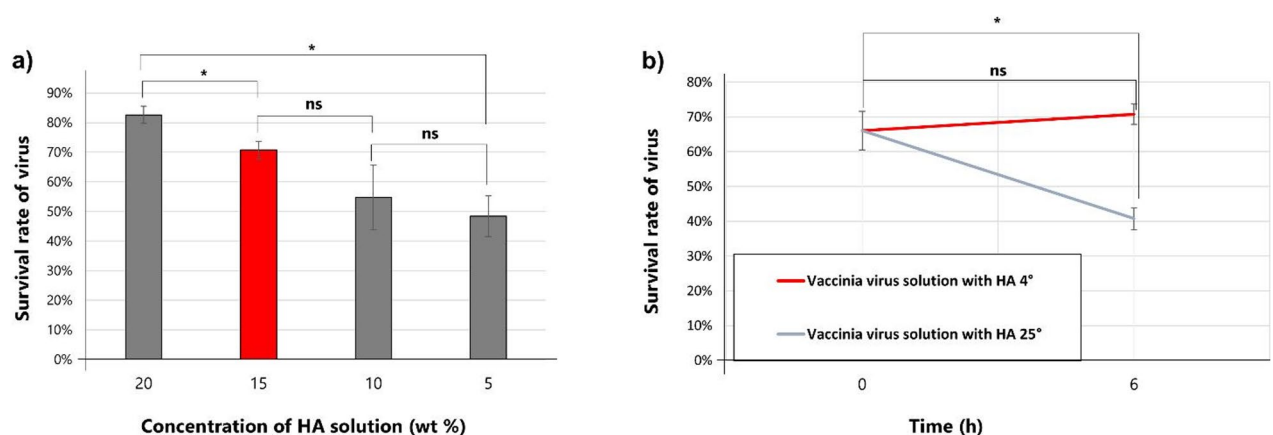 a)
*
*
ns
ns
90%
80%
70%
60%
50%
40%
30%
20%
10%
0%
Survival rate of virus
20
15
10
5
Concentration of HA solution (wt %)
b)
*
ns
80%
70%
60%
50%
40%
30%
20%
10%
0%
Survival rate of virus
Vaccinia virus solution with HA 4°
Vaccinia virus solution with HA 25°
0
6
Time (h)